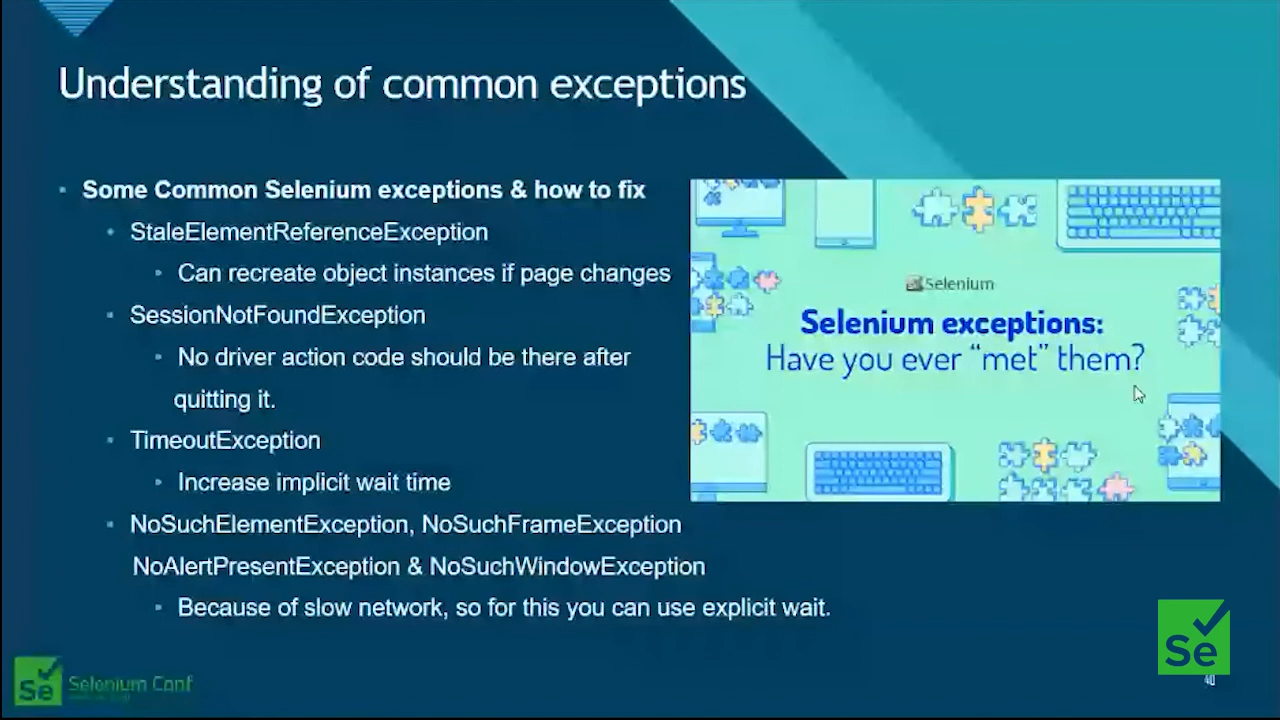 Understanding of common exceptions
Some Common Selenium exceptions & how to fix
StaleElementReferenceException
Can recreate object instances if page changes
SessionNotFoundException
No driver action code should be there after
quitting it.
TimeoutException
Increase implicit wait time
NoSuchElementException, NoSuchFrameException
NoAlertPresentException & NoSuchWindowException
Because of slow network, so for this you can use explicit wait.
Selenium
Selenium exceptions:
Have you ever “met” them?
Se
40
Se
Selenium Conf